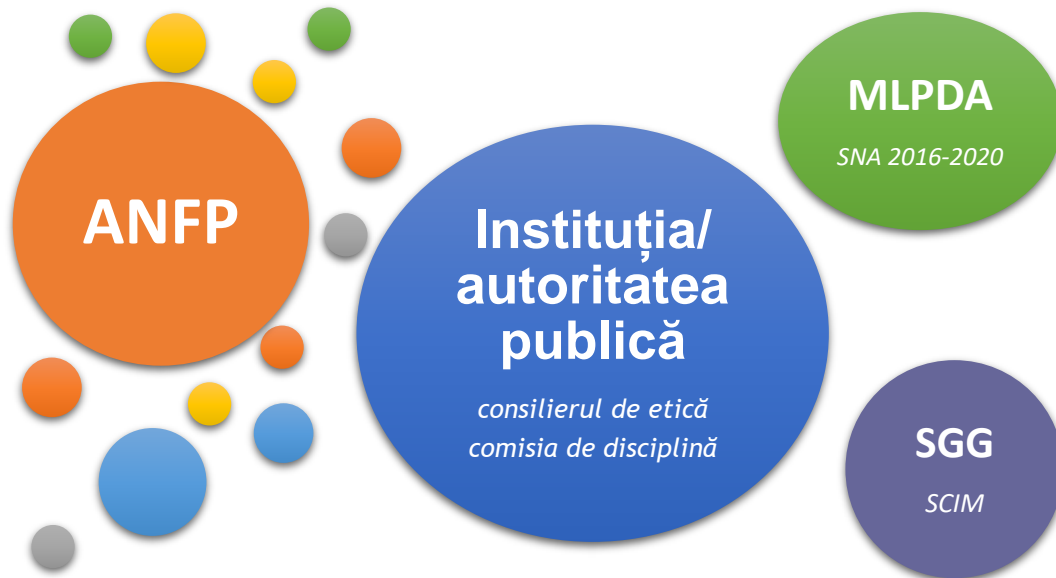 ANFP
Instituția/
autoritatea
publică
consilierul de etică
comisia de disciplină
MLPDA
SNA 2016-2020
SGG
SCIM